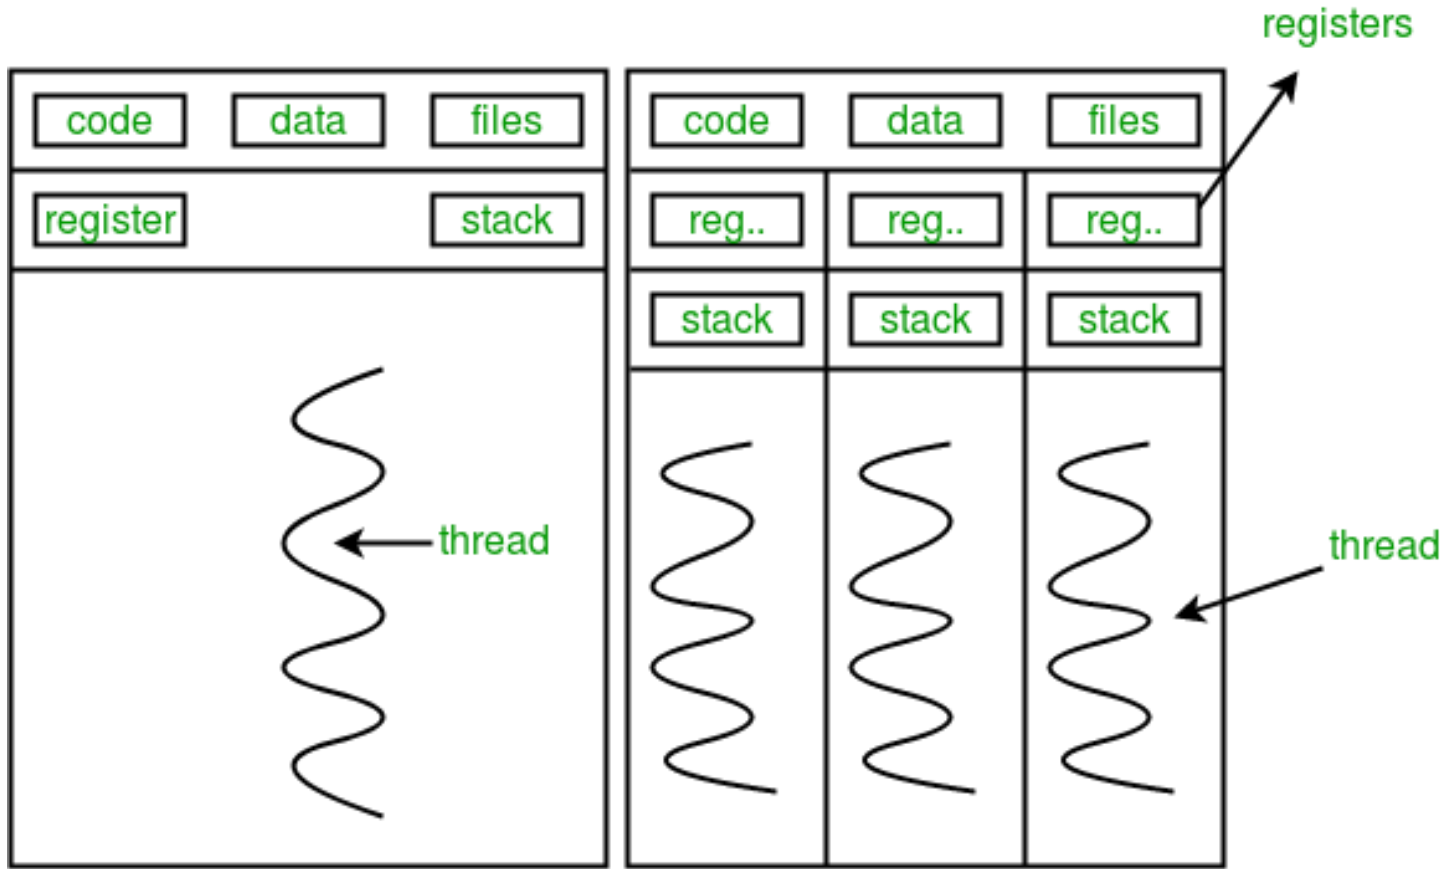 registers
code data files
register stack
thread
code data files
reg.. reg.. reg..
stack stack stack
thread